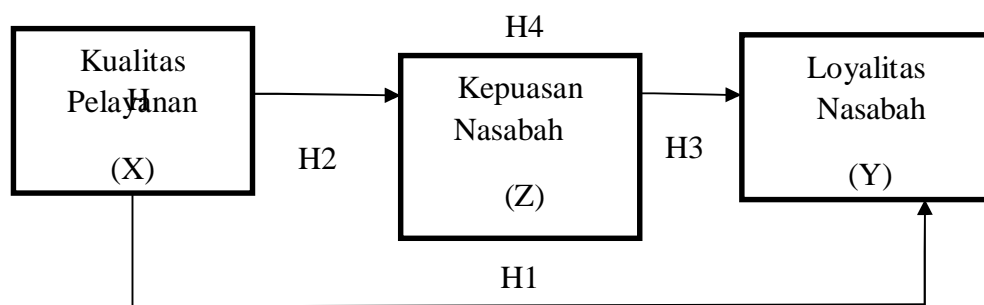 H4
Kualitas
Pelayanan
H
(X)
Kepuasan
Nasabah
(Z)
Loyalitas
Nasabah
(Y)
H2
H3
H1